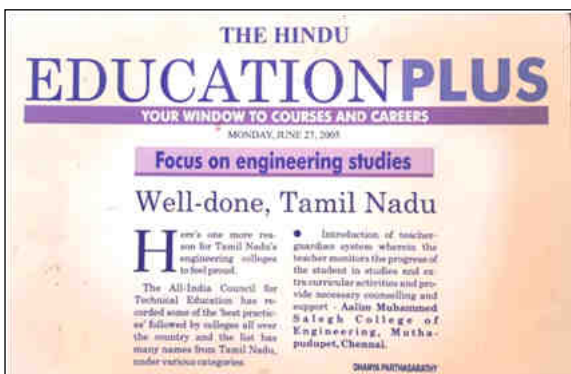 THE HINDU
EDUCATION PLUS
YOUR WINDOW TO COURSES AND CAREERS
MONDAY, JUNE 27, 2005
Focus on engineering studies
Well-done, Tamil Nadu
Here's one more rea-
son for Tamil Nadu's
engineering colleges
to feel proud.
The All-India Council for
Technical Education has re-
corded some of the 'best practic-
es' followed by colleges all over
the country and the list has
many names from Tamil Nadu,
under various categories.
● Introduction of teacher-
guardian system wherein the
teacher monitors the progress of
the student in studies and ex-
tra curricular activities and pro-
vide necessary counselling and
support - Aalim Muhammed
Salegh College of
Engineering, Mutha-
pudupet, Chennai.
DHANYA PARTHASARATHY